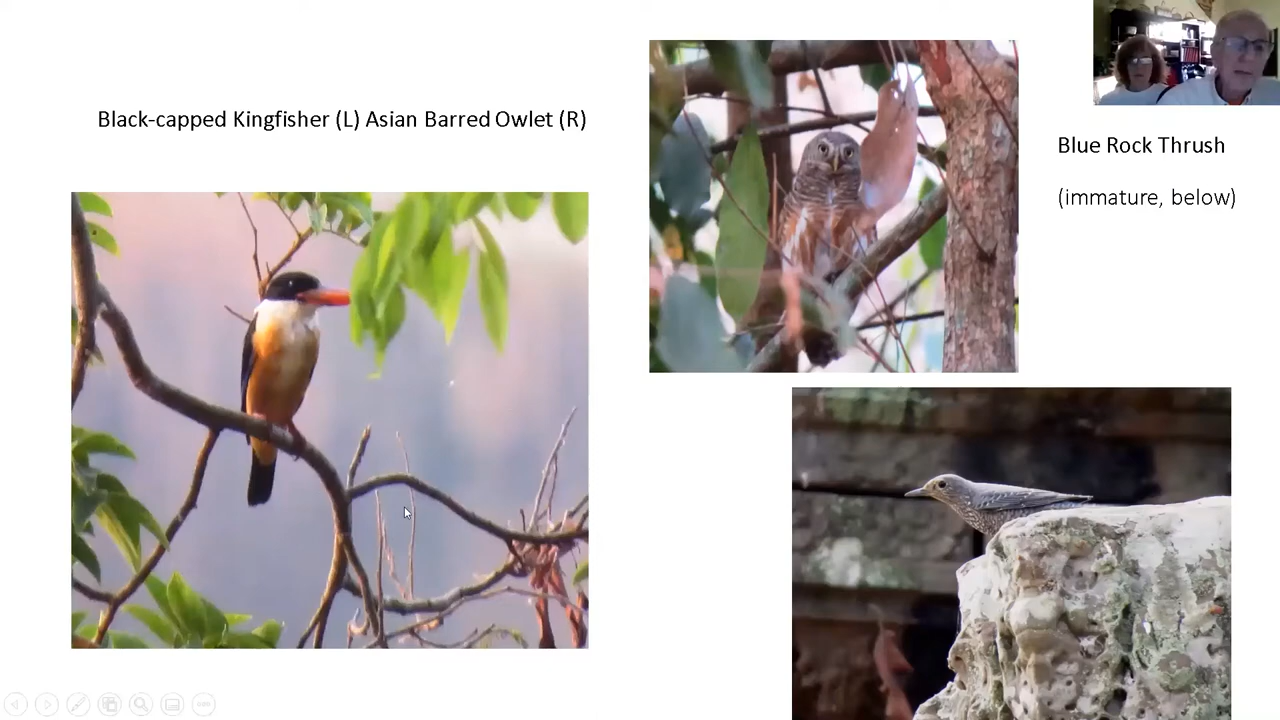 Black-capped Kingfisher (L) Asian Barred Owlet (R)
Blue Rock Thrush
(immature, below)